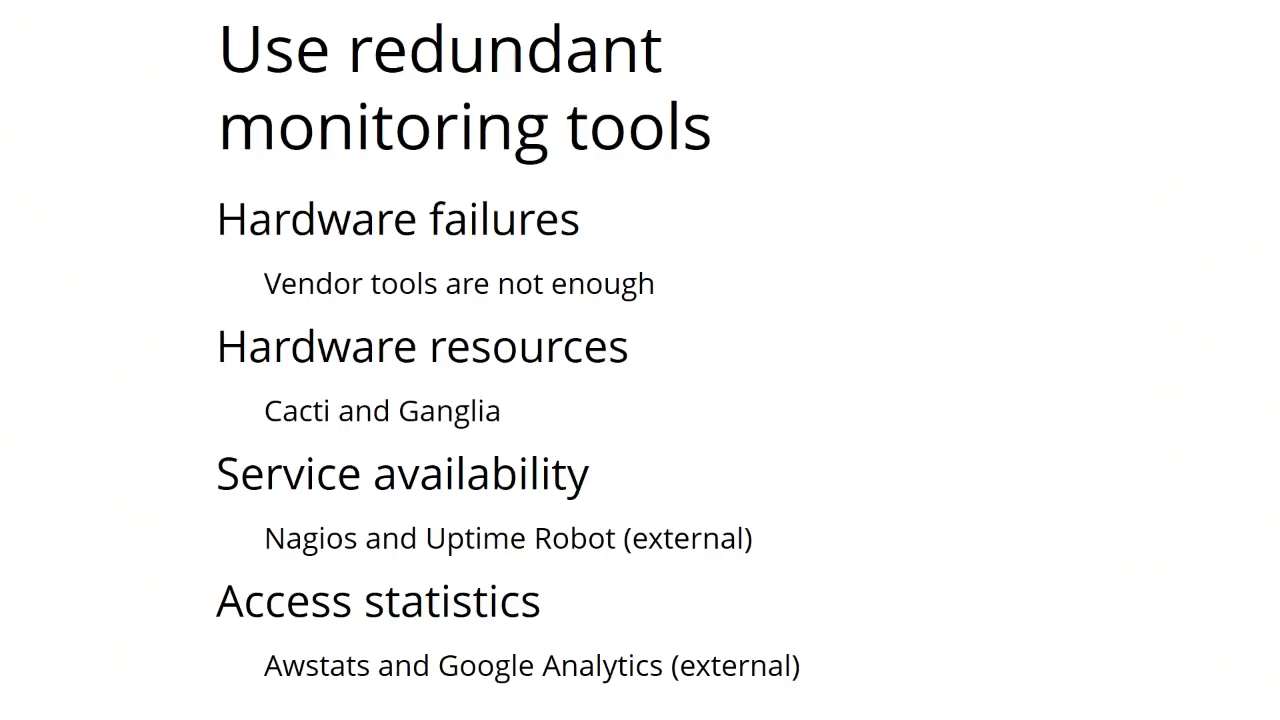 Use redundant
monitoring tools
Hardware failures
Vendor tools are not enough
Hardware resources
Cacti and Ganglia
Service availability
Nagios and Uptime Robot (external)
Access statistics
Awstats and Google Analytics (external)